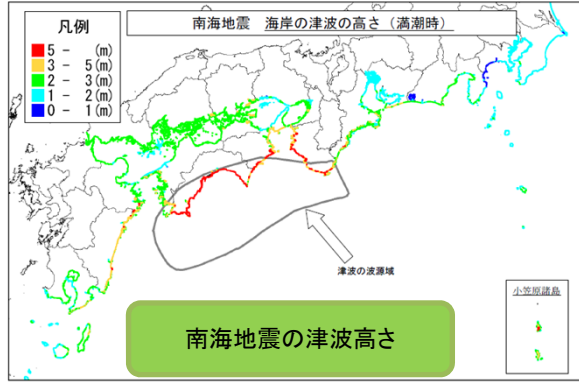 南海地震　海岸の津波の高さ（満潮時）
凡例
5 -　(m)
3 - 5(m)
2 - 3(m)
1 - 2(m)
0 - 1(m)
津波の波源域
小笠原諸島
南海地震の津波高さ